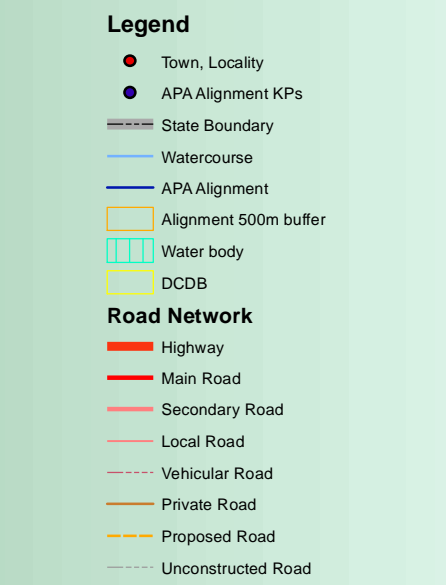 Legend
Town, Locality
APA Alignment KPs
State Boundary
Watercourse
APA Alignment
Alignment 500m buffer
Water body
DCDB
Road Network
Highway
Main Road
Secondary Road
Local Road
Vehicular Road
Private Road
Proposed Road
Unconstructed Road